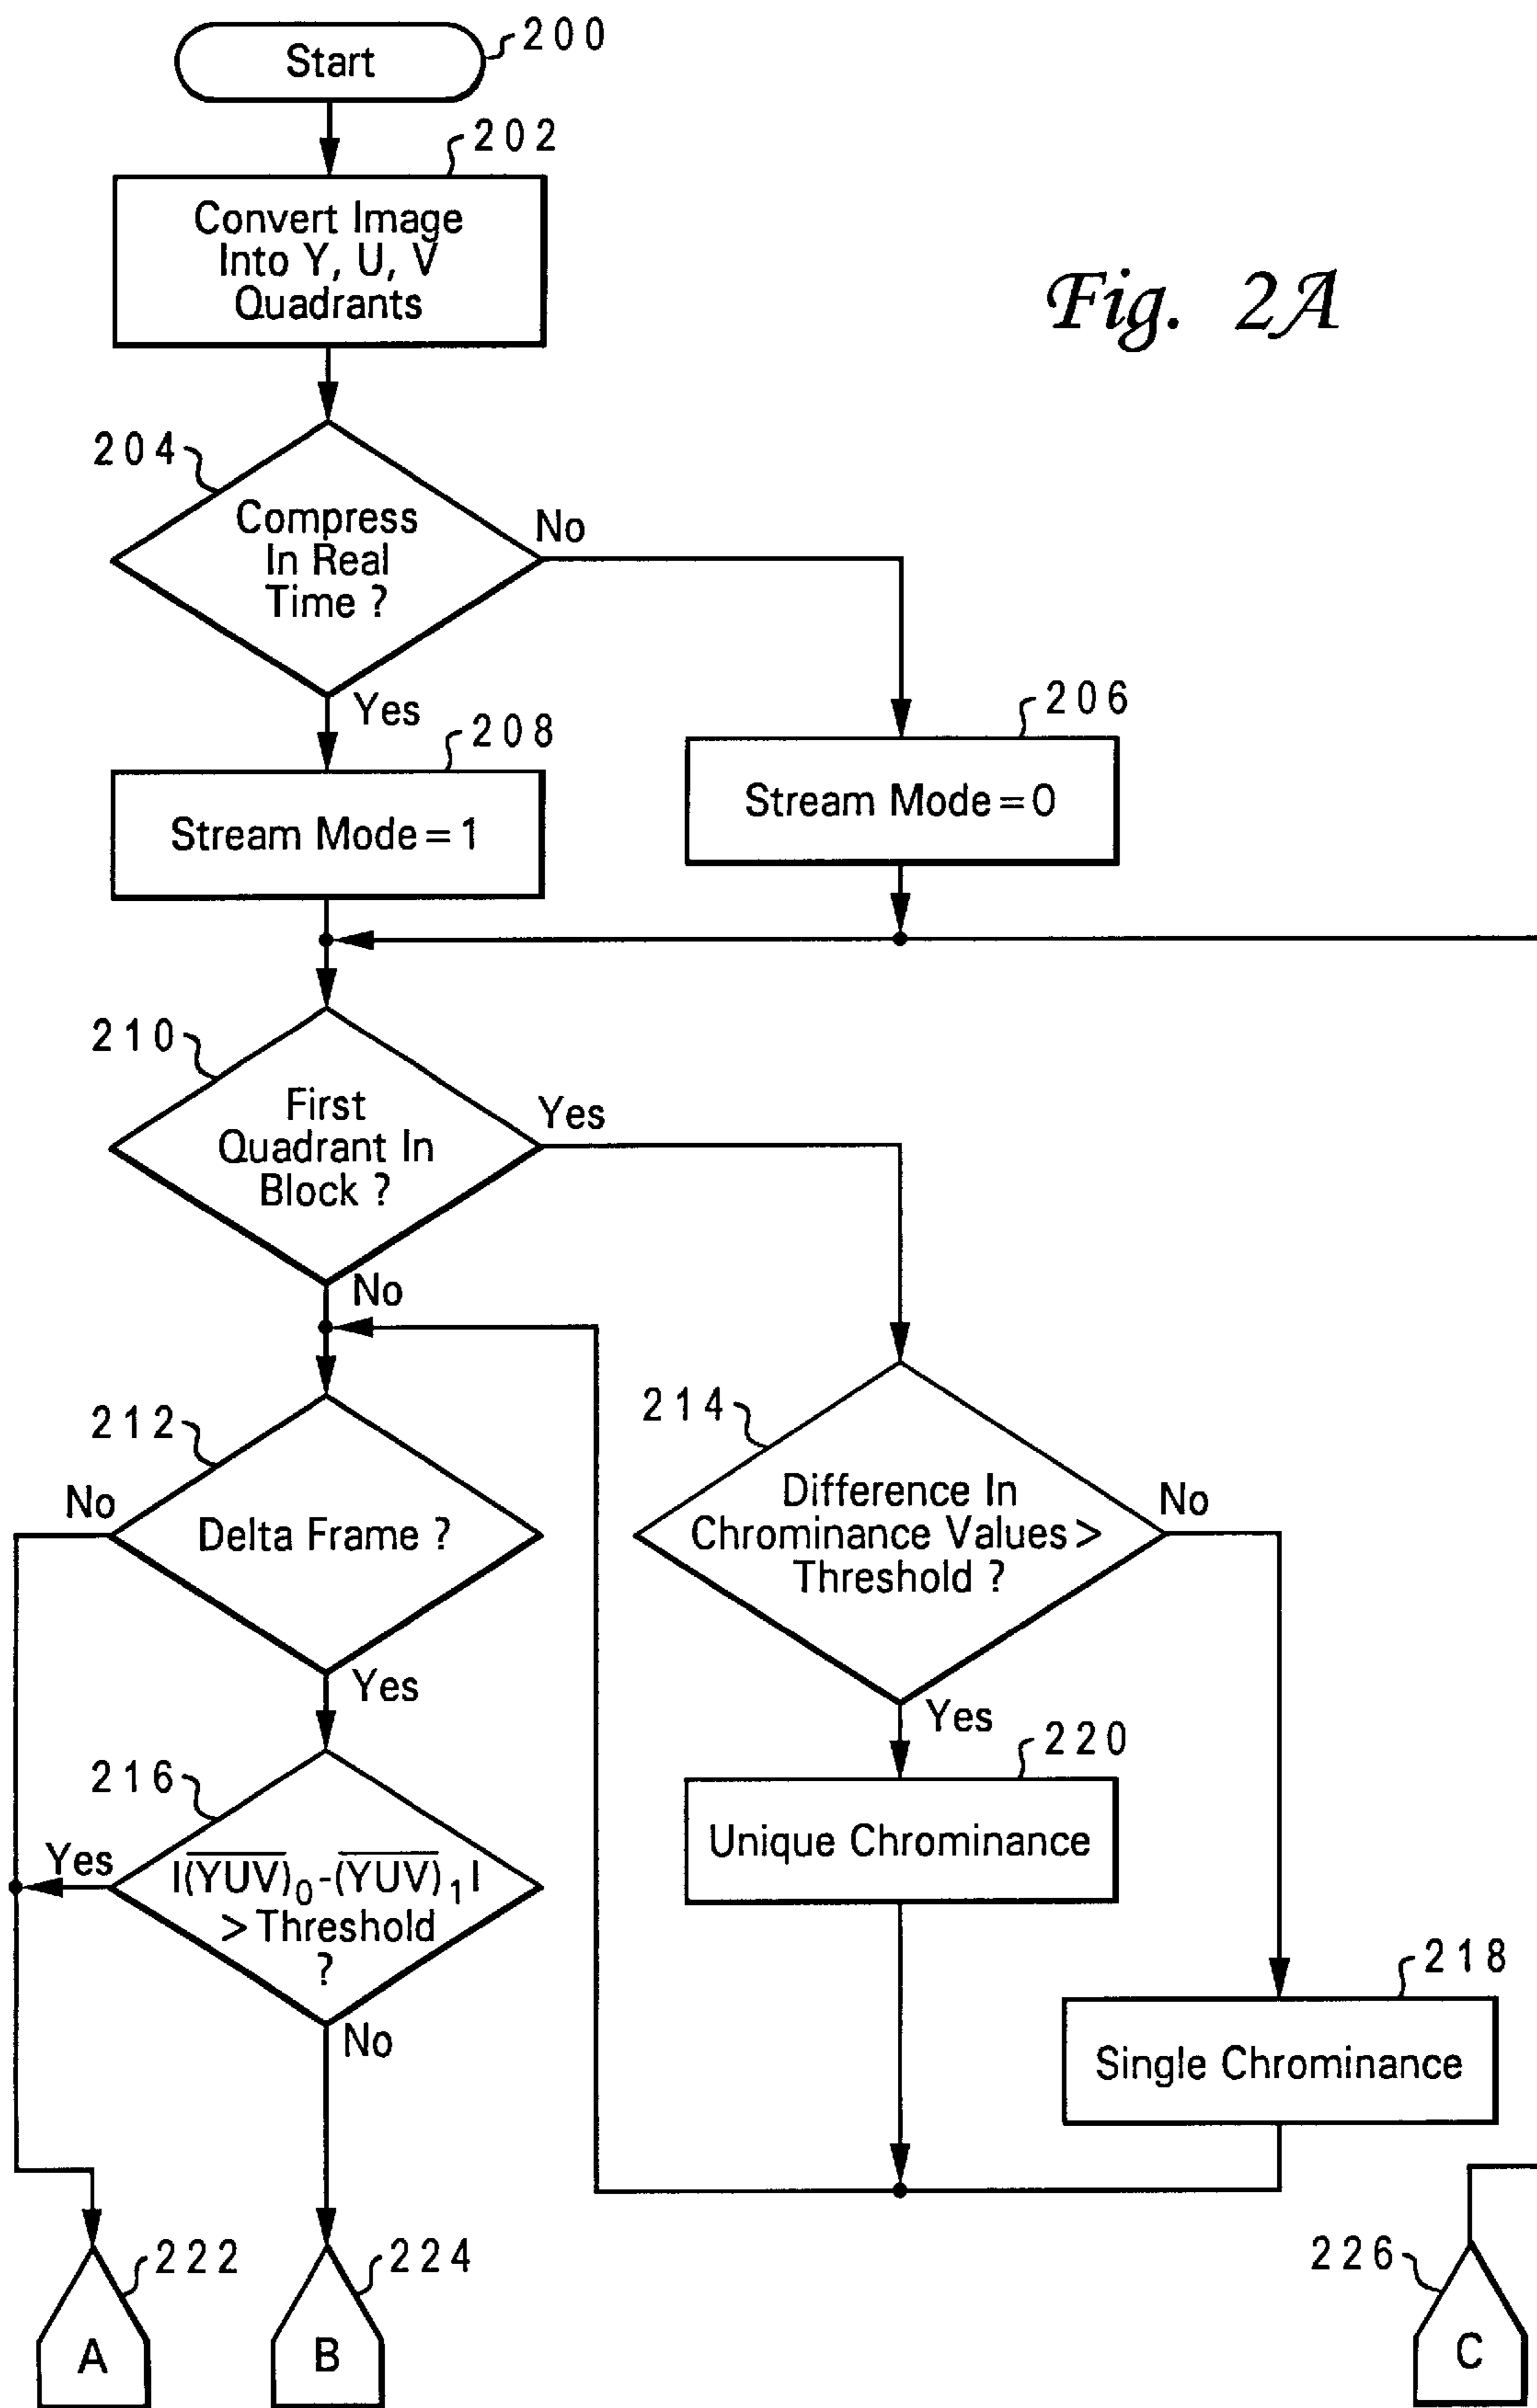 200
Start
202
Convert Image
Into Y, U, V
Quadrants
Fig. 2A
204
Compress
In Real
Time ?
No
Yes
206
208
Stream Mode = 0
Stream Mode = 1
210
First
Quadrant In
Block ?
Yes
No
212
214
No
Delta Frame ?
Difference In
Chrominance Values >
Threshold ?
No
Yes
Yes
216
220
Yes
|(YUV)₀-(YUV)₁|
> Threshold
?
Unique Chrominance
No
218
Single Chrominance
222
224
226
A
B
C